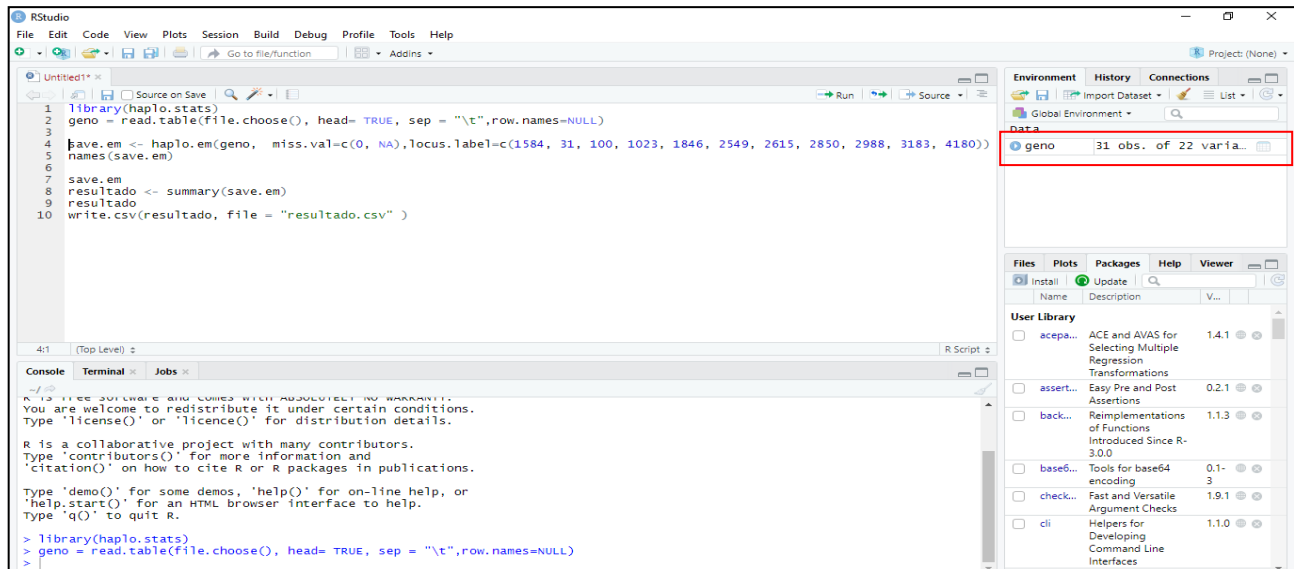 RStudio
File Edit Code View Plots Session Build Debug Profile Tools Help
Go to file/function Addins Project: (None)
Untitled1*
Source on Save Run Source
1 library(haplo.stats)
2 geno = read.table(file.choose(), head= TRUE, sep = "\t",row.names=NULL)
3
4 save.em <- haplo.em(geno, miss.val=c(0, NA),locus.label=c(1584, 31, 100, 1023, 1846, 2549, 2615, 2850, 2988, 3183, 4180))
5 names(save.em)
6
7 save.em
8 resultado <- summary(save.em)
9 resultado
10 write.csv(resultado, file = "resultado.csv" )
4:1 (Top Level) R Script
Console Terminal Jobs
~/
R is free software and comes with ABSOLUTELY NO WARRANTY.
You are welcome to redistribute it under certain conditions.
Type 'license()' or 'licence()' for distribution details.
R is a collaborative project with many contributors.
Type 'contributors()' for more information and
'citation()' on how to cite R or R packages in publications.
Type 'demo()' for some demos, 'help()' for on-line help, or
'help.start()' for an HTML browser interface to help.
Type 'q()' to quit R.
> library(haplo.stats)
> geno = read.table(file.choose(), head= TRUE, sep = "\t",row.names=NULL)
>
Environment History Connections
Import Dataset List
Global Environment
Data
geno 31 obs. of 22 varia...
Files Plots Packages Help Viewer
Install Update
Name Description V...
User Library
acepa... ACE and AVAS for 1.4.1
Selecting Multiple
Regression
Transformations
assert... Easy Pre and Post 0.2.1
Assertions
back... Reimplementations 1.1.3
of Functions
Introduced Since R-
3.0.0
base6... Tools for base64 0.1-
encoding 3
check... Fast and Versatile 1.9.1
Argument Checks
cli Helpers for 1.1.0
Developing
Command Line
Interfaces